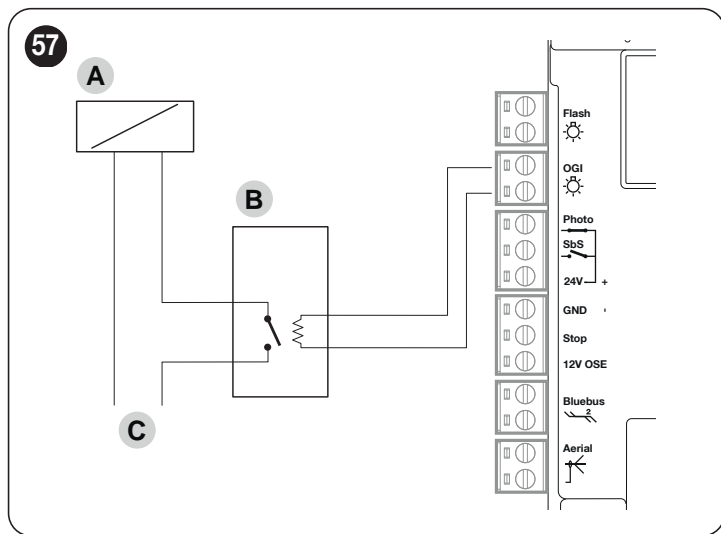 57
A
B
C
Flash
OGI
Photo
SbS
24V +
GND -
Stop
12V OSE
Bluebus
2
Aerial